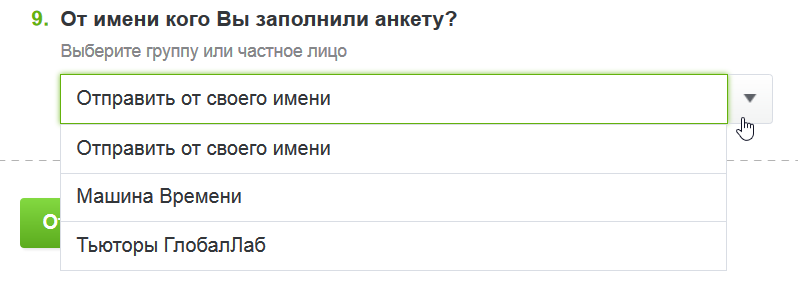 9. От имени кого Вы заполнили анкету?
Выберите группу или частное лицо
Отправить от своего имени
Отправить от своего имени
Машина Времени
Тьюторы ГлобалЛаб